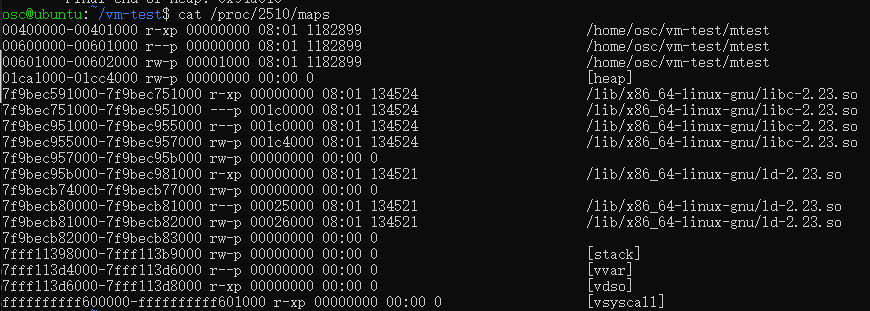 Final end of heap: 0x91a010
osc@ubuntu:~/vm-test$ cat /proc/2510/maps
00400000-00401000 r-xp 00000000 08:01 1182899 /home/osc/vm-test/mtest
00600000-00601000 r--p 00000000 08:01 1182899 /home/osc/vm-test/mtest
00601000-00602000 rw-p 00001000 08:01 1182899 /home/osc/vm-test/mtest
01ca1000-01cc4000 rw-p 00000000 00:00 0 [heap]
7f9bec591000-7f9bec751000 r-xp 00000000 08:01 134524 /lib/x86_64-linux-gnu/libc-2.23.so
7f9bec751000-7f9bec951000 ---p 001c0000 08:01 134524 /lib/x86_64-linux-gnu/libc-2.23.so
7f9bec951000-7f9bec955000 r--p 001c0000 08:01 134524 /lib/x86_64-linux-gnu/libc-2.23.so
7f9bec955000-7f9bec957000 rw-p 001c4000 08:01 134524 /lib/x86_64-linux-gnu/libc-2.23.so
7f9bec957000-7f9bec95b000 rw-p 00000000 00:00 0
7f9bec95b000-7f9bec981000 r-xp 00000000 08:01 134521 /lib/x86_64-linux-gnu/ld-2.23.so
7f9becb74000-7f9becb77000 rw-p 00000000 00:00 0
7f9becb80000-7f9becb81000 r--p 00025000 08:01 134521 /lib/x86_64-linux-gnu/ld-2.23.so
7f9becb81000-7f9becb82000 rw-p 00026000 08:01 134521 /lib/x86_64-linux-gnu/ld-2.23.so
7f9becb82000-7f9becb83000 rw-p 00000000 00:00 0
7fff11398000-7fff113b9000 rw-p 00000000 00:00 0 [stack]
7fff113d4000-7fff113d6000 r--p 00000000 00:00 0 [vvar]
7fff113d6000-7fff113d8000 r-xp 00000000 00:00 0 [vdso]
ffffffffff600000-ffffffffff601000 r-xp 00000000 00:00 0 [vsyscall]